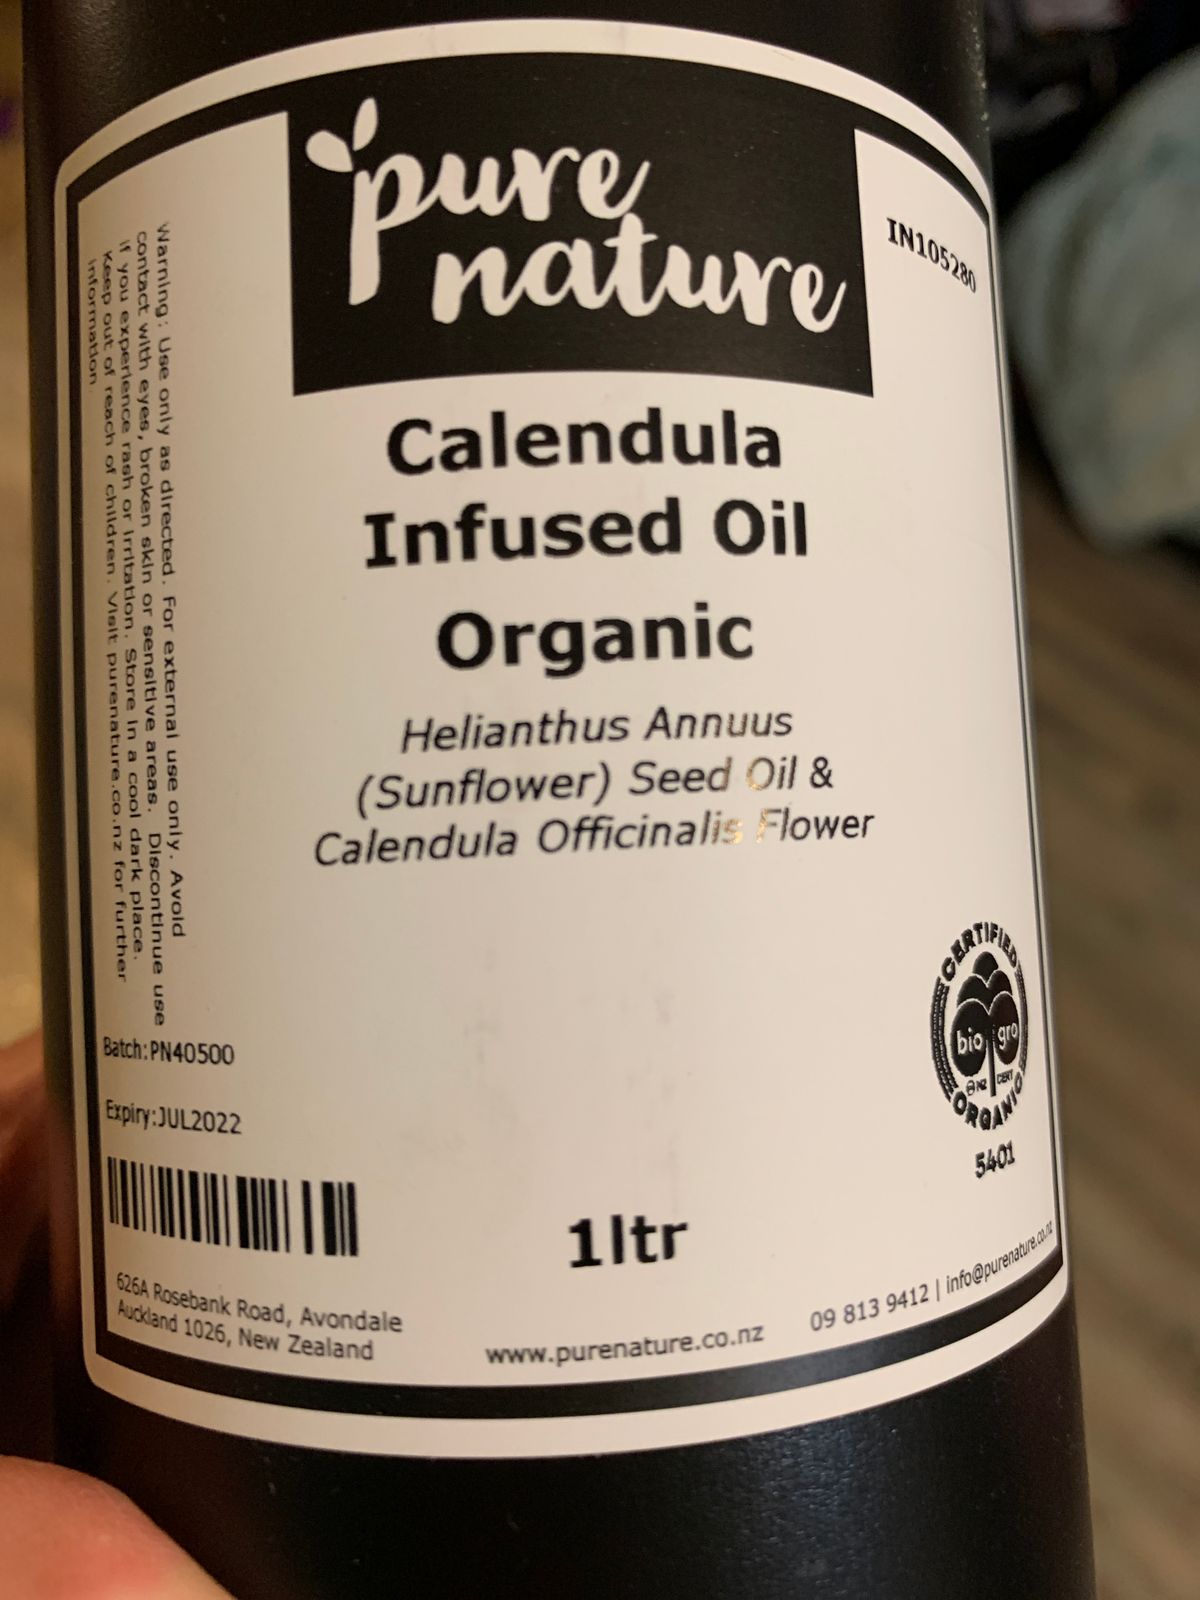 pure
nature
IN105280
Calendula
Infused Oil
Organic
Helianthus Annuus
(Sunflower) Seed Oil &
Calendula Officinalis Flower
Warning: Use only as directed. For external use only. Avoid
contact with eyes, broken skin or sensitive areas. Discontinue use
if you experience rash or irritation. Store in a cool dark place.
Keep out of reach of children. Visit purenature.co.nz for further
information.
Batch:PN40500
Expiry:JUL2022
CERTIFIED
bio gro
NZ CERT
ORGANIC
5401
1ltr
626A Rosebank Road, Avondale
Auckland 1026, New Zealand
www.purenature.co.nz
09 813 9412 | info@purenature.co.nz